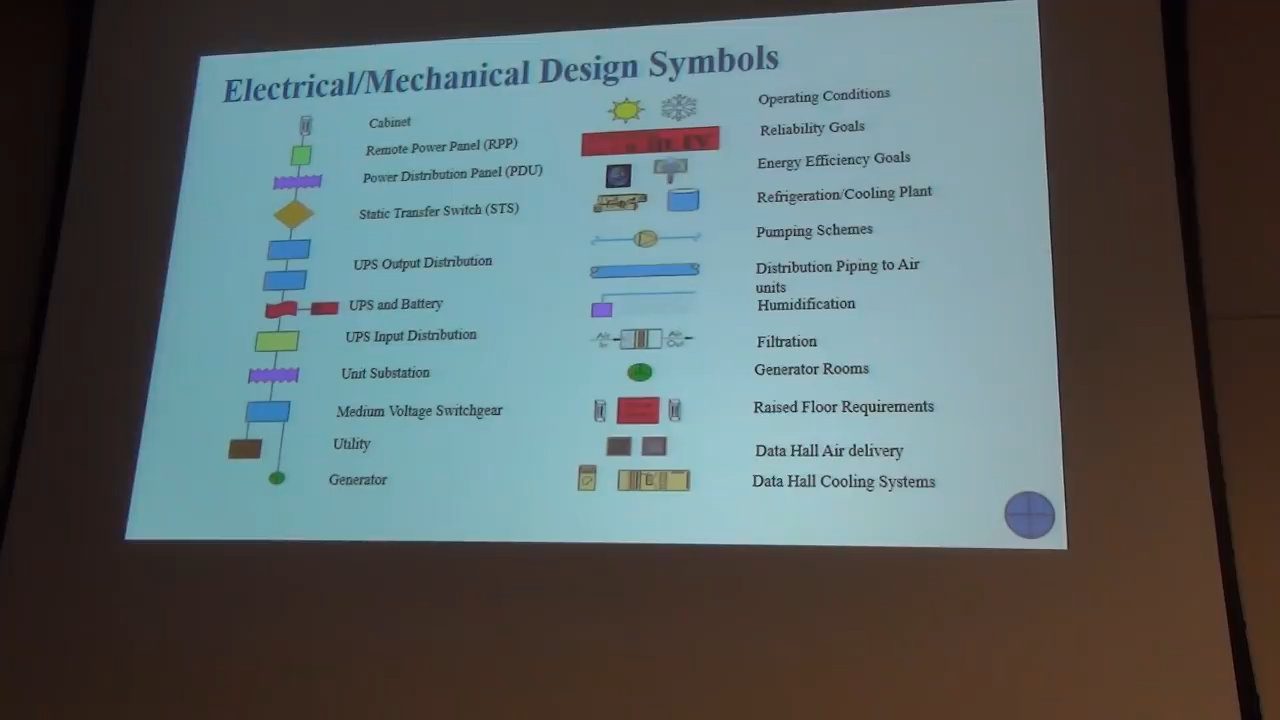 Electrical/Mechanical Design Symbols
Cabinet
Remote Power Panel (RPP)
Power Distribution Panel (PDU)
Static Transfer Switch (STS)
UPS Output Distribution
UPS and Battery
UPS Input Distribution
Unit Substation
Medium Voltage Switchgear
Utility
Generator
Operating Conditions
Reliability Goals
Energy Efficiency Goals
Refrigeration/Cooling Plant
Pumping Schemes
Distribution Piping to Air
units
Humidification
Filtration
Generator Rooms
Raised Floor Requirements
Data Hall Air delivery
Data Hall Cooling Systems